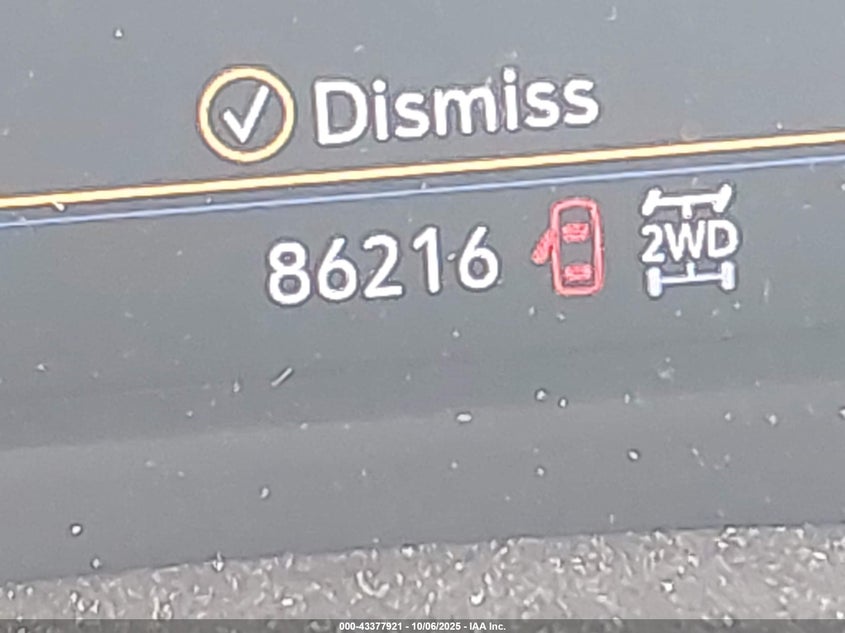 Dismiss
86216
2WD
000-43377921 - 10/06/2025 - IAA Inc.